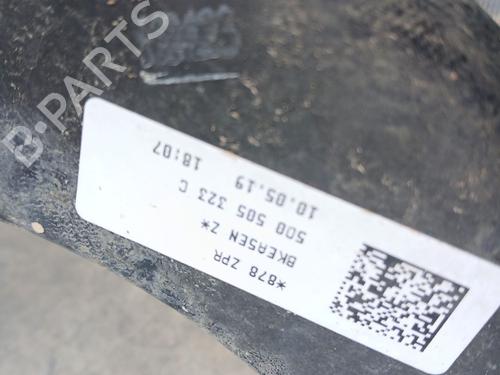 B-PARTS
*878 ZPR
BKEASEN Z*
5Q0 505 323 C
10.05.19 18:07